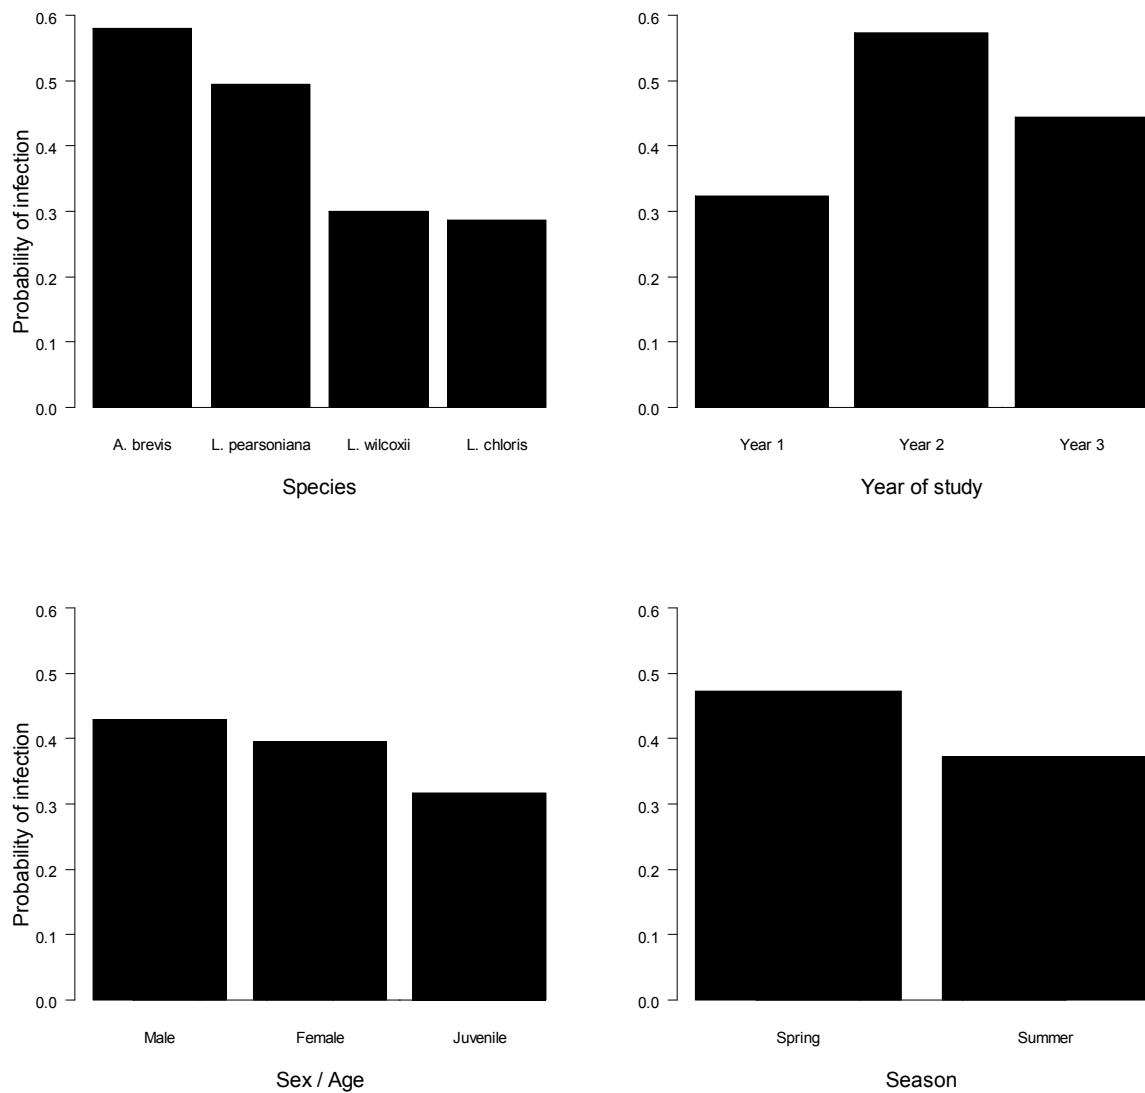 Probability of infection
0.6
0.5
0.4
0.3
0.2
0.1
0.0
A. brevis L. pearsoniana L. wilcoxii L. chloris
Species
0.6
0.5
0.4
0.3
0.2
0.1
0.0
Year 1 Year 2 Year 3
Year of study
Probability of infection
0.6
0.5
0.4
0.3
0.2
0.1
0.0
Male Female Juvenile
Sex / Age
0.6
0.5
0.4
0.3
0.2
0.1
0.0
Spring Summer
Season